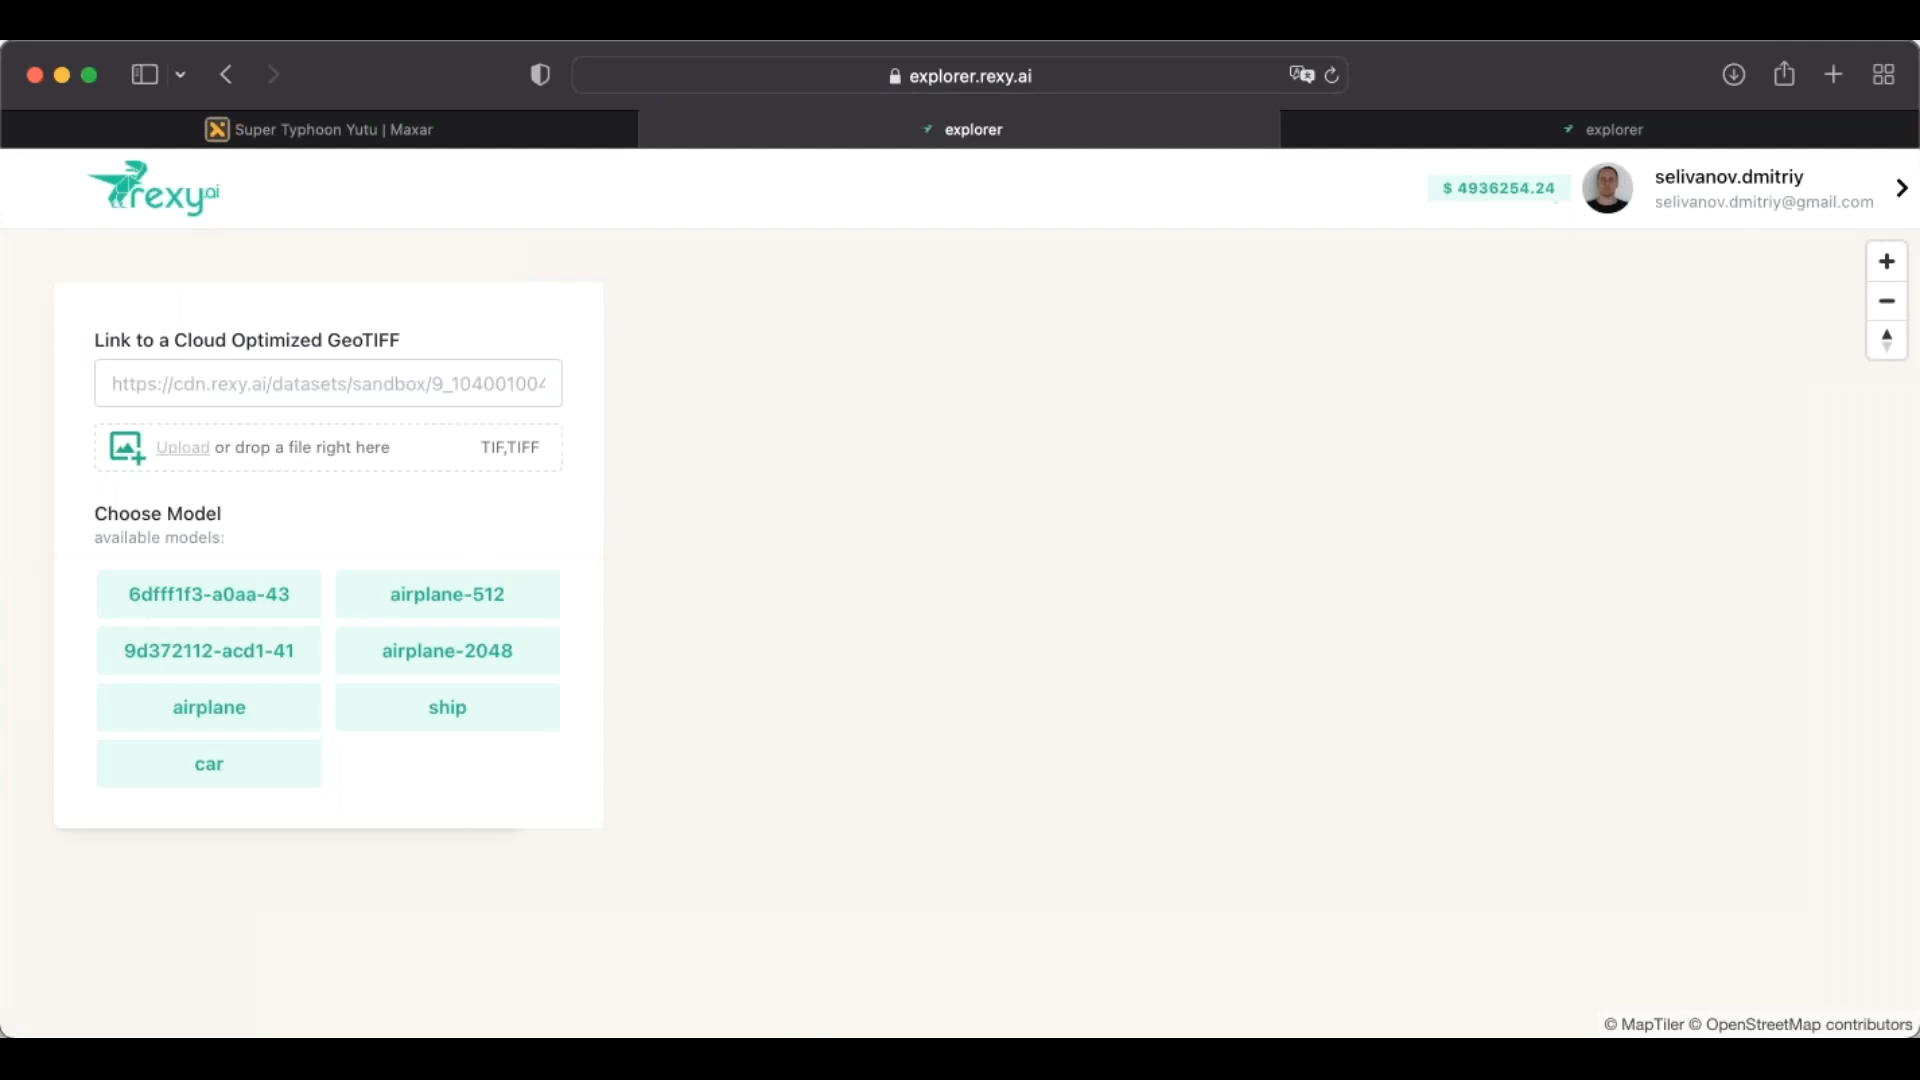 explorer.rexy.ai
Super Typhoon Yutu | Maxar
explorer
explorer
rexy ai
$ 4936254.24
selivanov.dmitriy
selivanov.dmitriy@gmail.com
Link to a Cloud Optimized GeoTIFF
https://cdn.rexy.ai/datasets/sandbox/9_104001004
Upload or drop a file right here TIF,TIFF
Choose Model
available models:
6dfff1f3-a0aa-43 airplane-512
9d372112-acd1-41 airplane-2048
airplane ship
car
© MapTiler © OpenStreetMap contributors